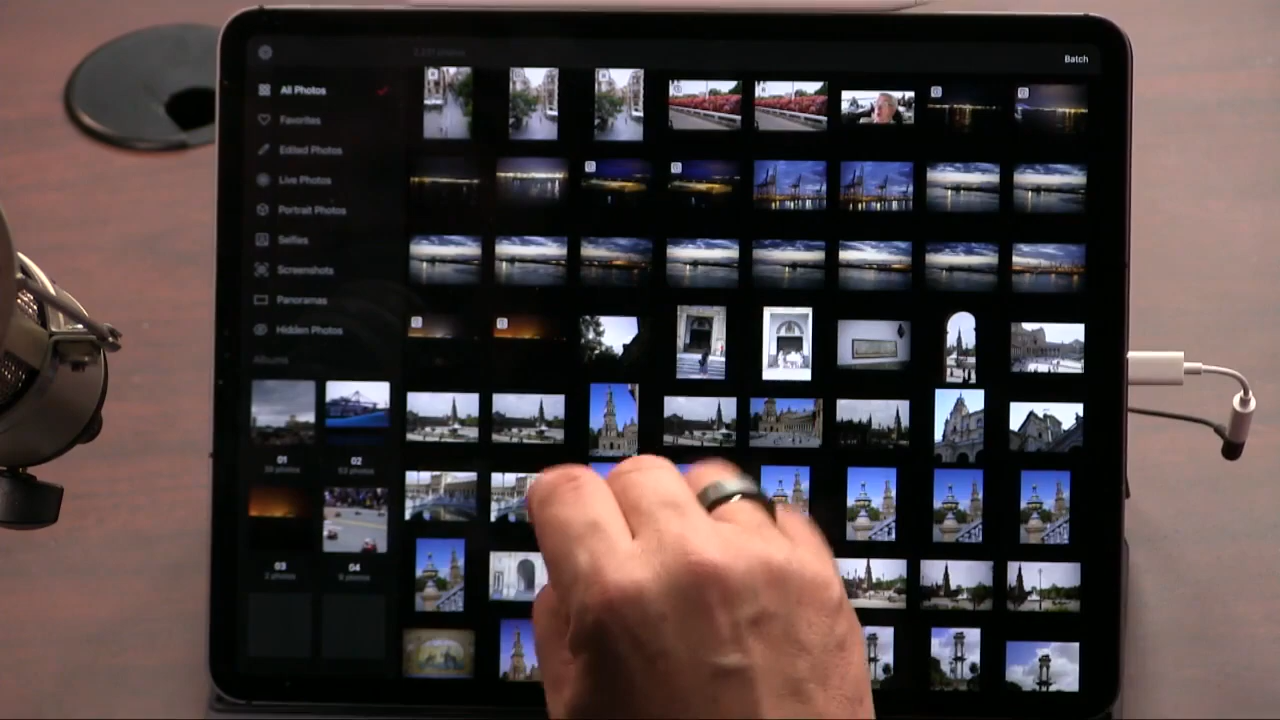 Batch
All Photos
Favorites
Edited Photos
Live Photos
Portrait Photos
Selfies
Screenshots
Panoramas
Hidden Photos
Albums
01
02
03
04